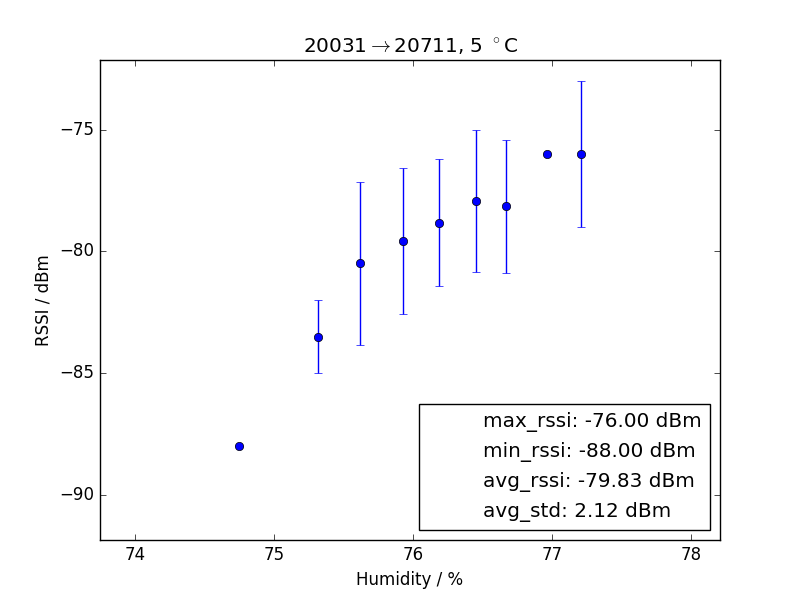 20031→20711, 5 °C
−75
−80
−85
−90
RSSI / dBm
max_rssi: -76.00 dBm
min_rssi: -88.00 dBm
avg_rssi: -79.83 dBm
avg_std: 2.12 dBm
74 75 76 77 78
Humidity / %